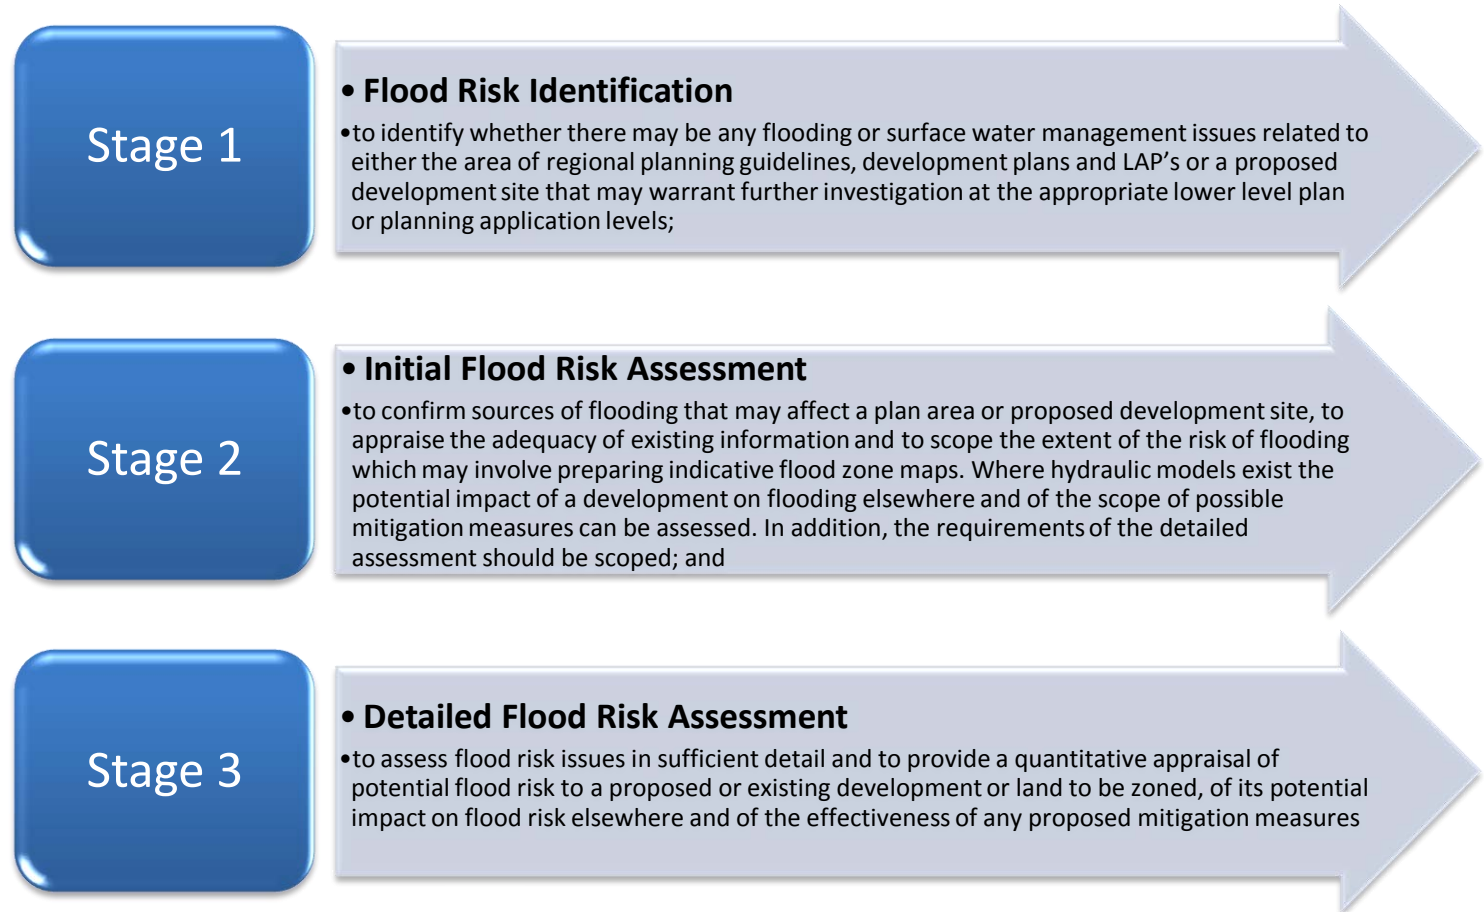 Stage 1
• Flood Risk Identification
•to identify whether there may be any flooding or surface water management issues related to
either the area of regional planning guidelines, development plans and LAP’s or a proposed
development site that may warrant further investigation at the appropriate lower level plan
or planning application levels;
Stage 2
• Initial Flood Risk Assessment
•to confirm sources of flooding that may affect a plan area or proposed development site, to
appraise the adequacy of existing information and to scope the extent of the risk of flooding
which may involve preparing indicative flood zone maps. Where hydraulic models exist the
potential impact of a development on flooding elsewhere and of the scope of possible
mitigation measures can be assessed. In addition, the requirements of the detailed
assessment should be scoped; and
Stage 3
• Detailed Flood Risk Assessment
•to assess flood risk issues in sufficient detail and to provide a quantitative appraisal of
potential flood risk to a proposed or existing development or land to be zoned, of its potential
impact on flood risk elsewhere and of the effectiveness of any proposed mitigation measures